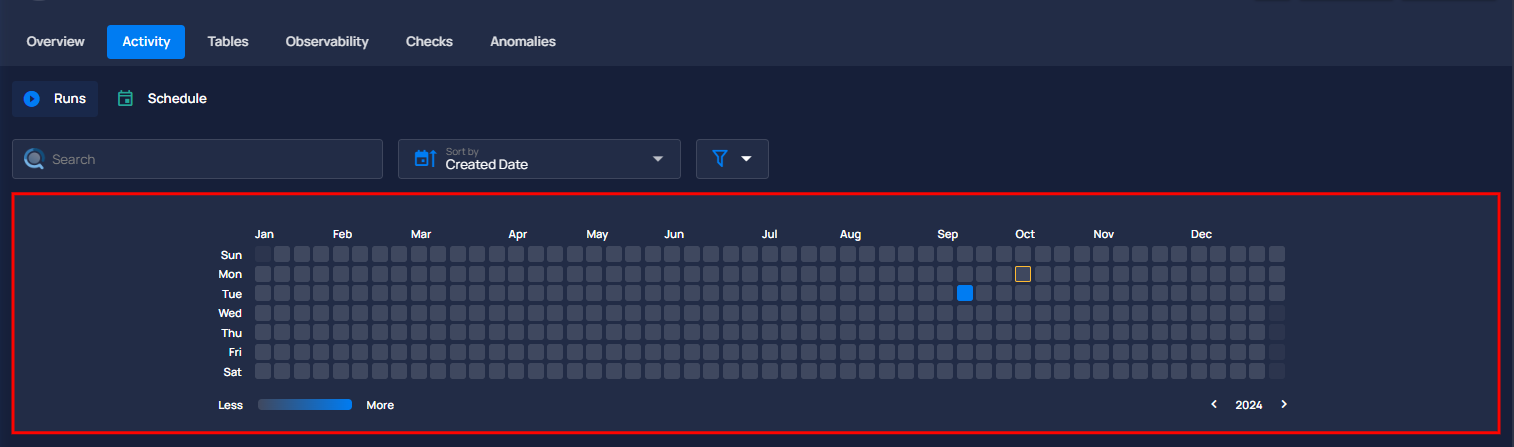 Overview Activity Tables Observability Checks Anomalies
Runs Schedule
Search
Sort by
Created Date
Jan Feb Mar Apr May Jun Jul Aug Sep Oct Nov Dec
Sun
Mon
Tue
Wed
Thu
Fri
Sat
Less More 2024